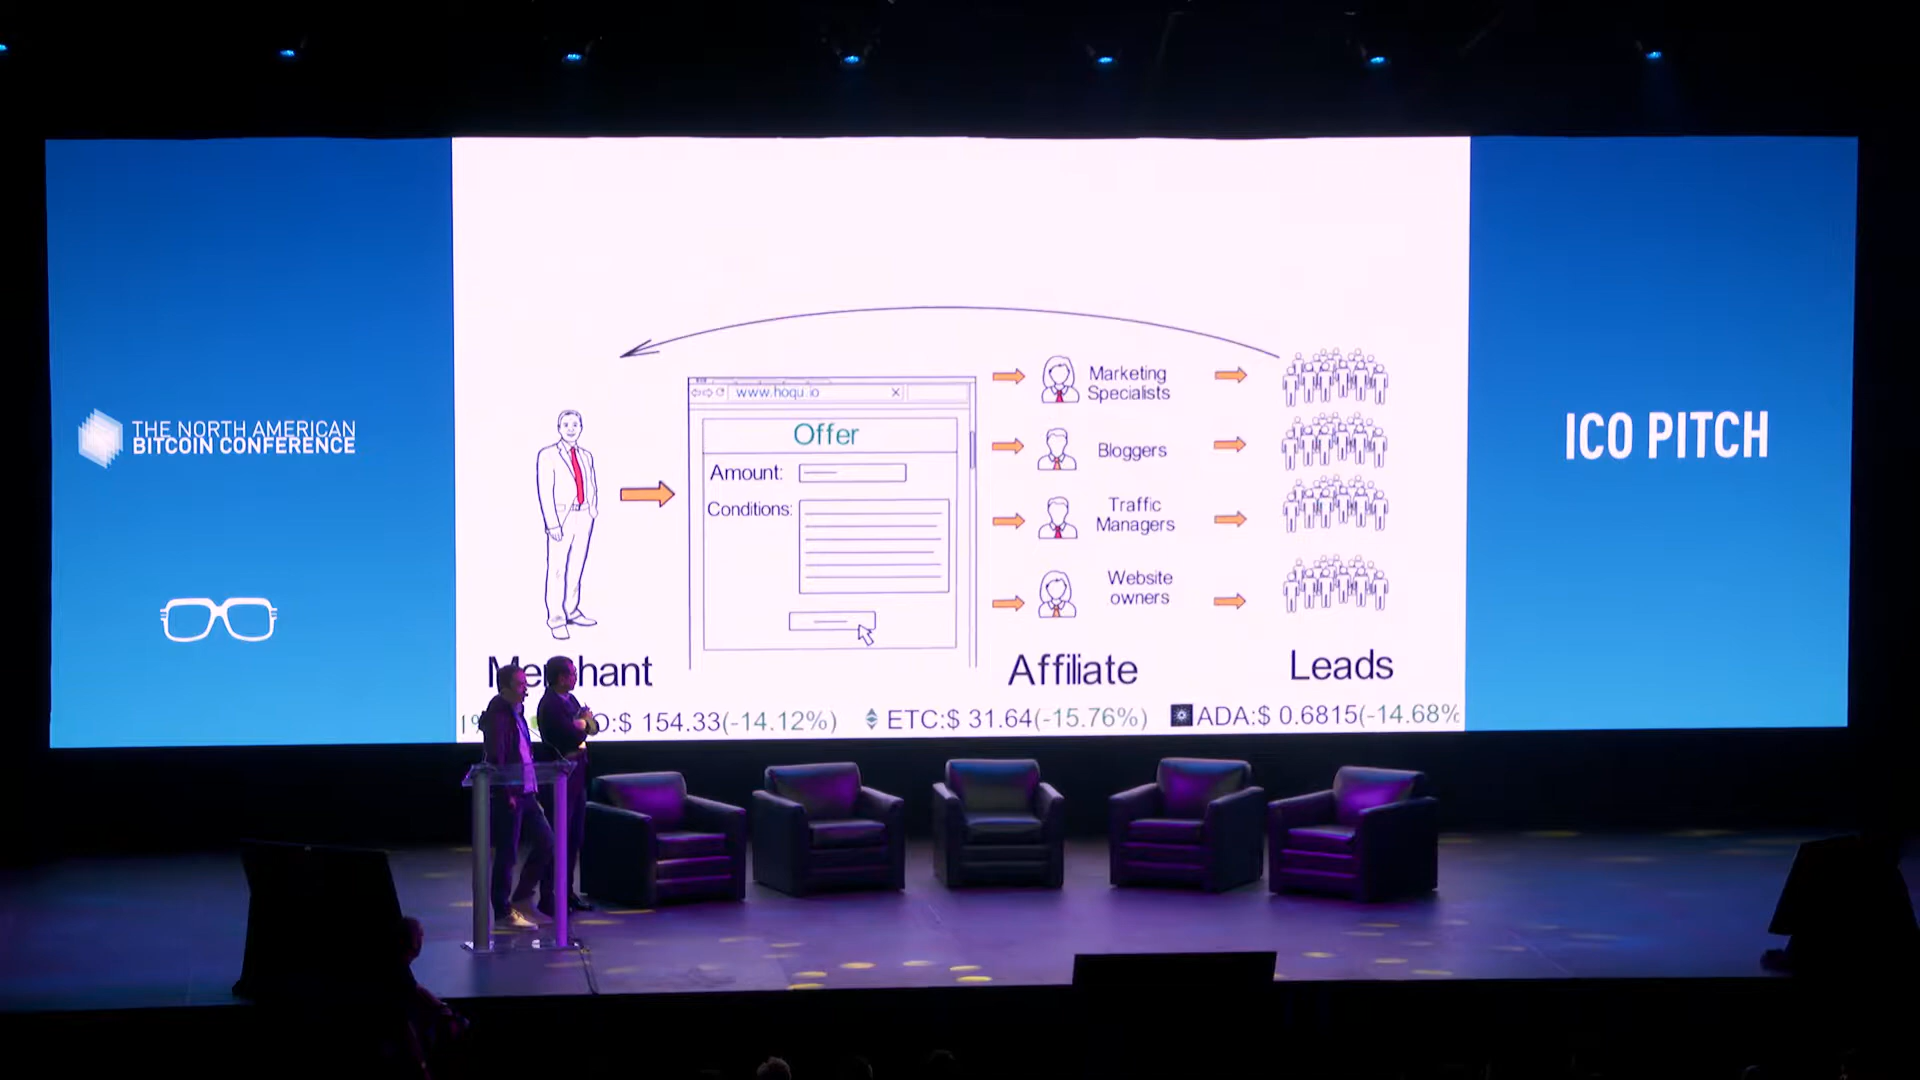 THE NORTH AMERICAN
BITCOIN CONFERENCE
www.hoqu.io
Offer
Amount:
Conditions:
Marketing
Specialists
Bloggers
Traffic
Managers
Website
owners
Merchant
Affiliate
Leads
O:$ 154.33(-14.12%)
ETC:$ 31.64(-15.76%)
ADA:$ 0.6815(-14.68%
ICO PITCH